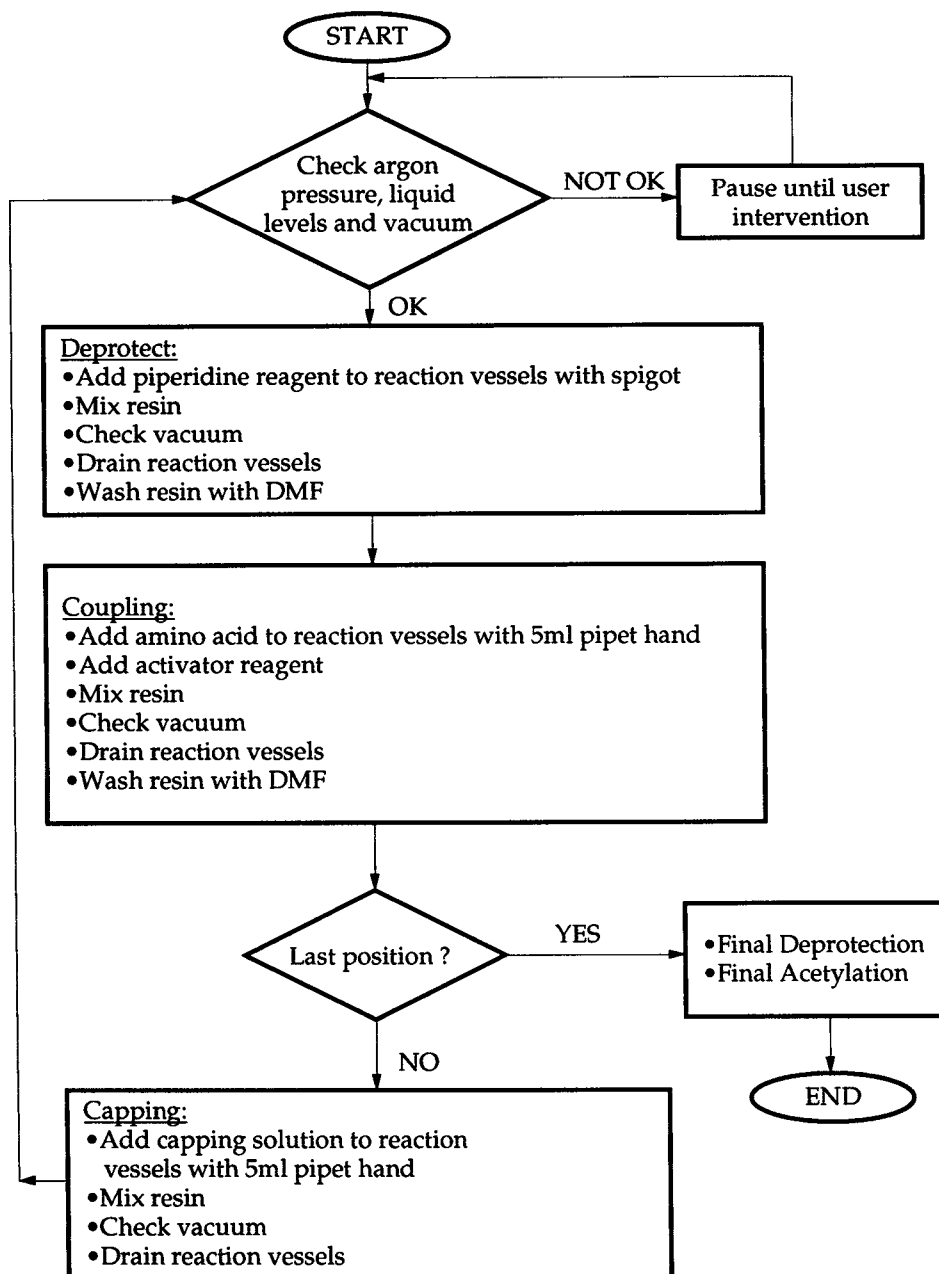 START
Check argon
pressure, liquid
levels and vacuum
NOT OK
Pause until user
intervention
OK
Deprotect:
•Add piperidine reagent to reaction vessels with spigot
•Mix resin
•Check vacuum
•Drain reaction vessels
•Wash resin with DMF
Coupling:
•Add amino acid to reaction vessels with 5ml pipet hand
•Add activator reagent
•Mix resin
•Check vacuum
•Drain reaction vessels
•Wash resin with DMF
Last position ?
YES
•Final Deprotection
•Final Acetylation
NO
END
Capping:
•Add capping solution to reaction
vessels with 5ml pipet hand
•Mix resin
•Check vacuum
•Drain reaction vessels